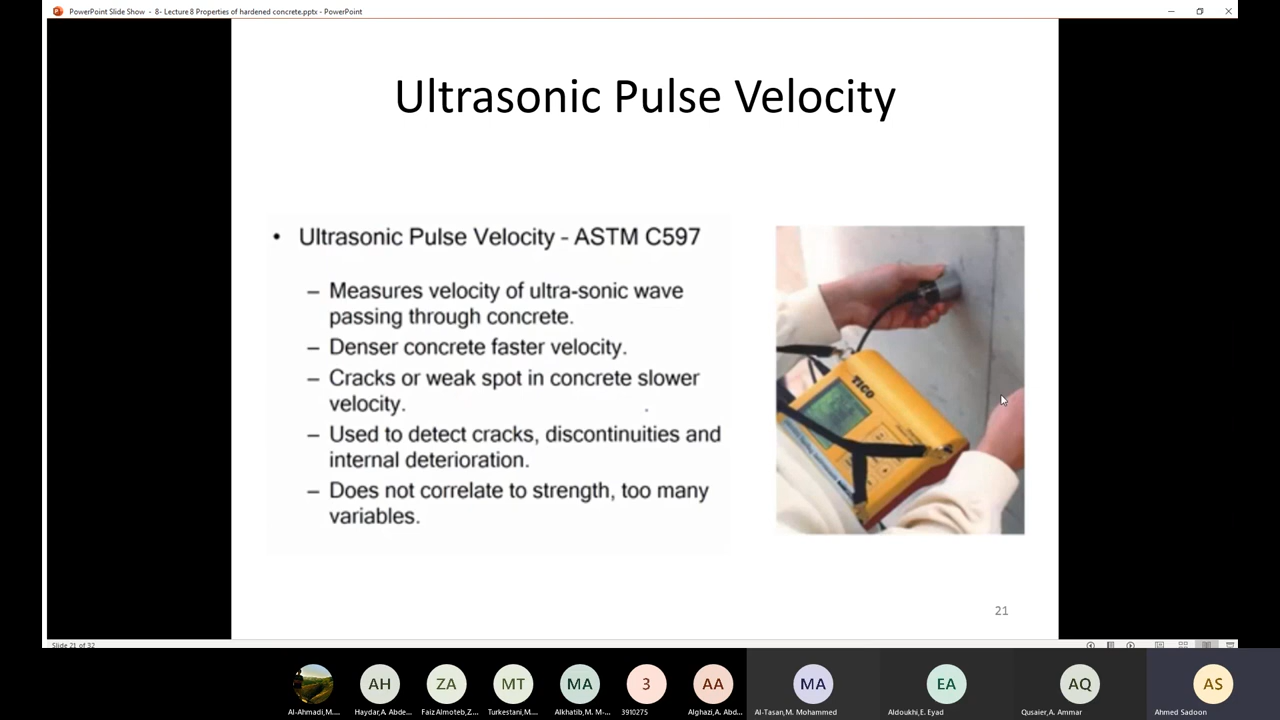 PowerPoint Slide Show - 8- Lecture 8 Properties of hardened concrete.pptx - PowerPoint
Ultrasonic Pulse Velocity
• Ultrasonic Pulse Velocity - ASTM C597
– Measures velocity of ultra-sonic wave
passing through concrete.
– Denser concrete faster velocity.
– Cracks or weak spot in concrete slower
velocity.
– Used to detect cracks, discontinuities and
internal deterioration.
– Does not correlate to strength, too many
variables.
TICO
21
Slide 21 of 32
AH ZA MT MA 3 AA MA EA AQ AS
Al-Ahmadi,M.... Haydar,A. Abde... Faiz Almoteb,Z... Turkestani,M.... Alkhatib, M. M-... 3910275 Alghazi,A. Abd... Al-Tasan,M. Mohammed Aldoukhi,E. Eyad Qusaier,A. Ammar Ahmed Sadoon